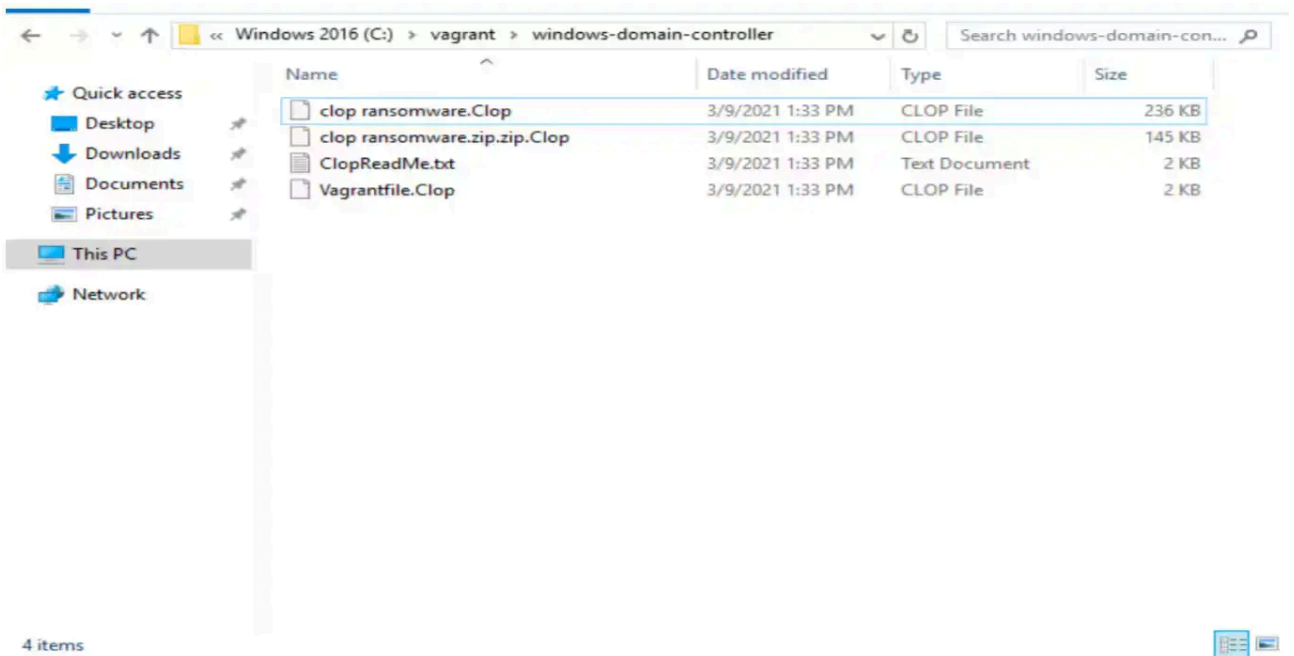 « Windows 2016 (C:) > vagrant > windows-domain-controller
Search windows-domain-con...
Name Date modified Type Size
Quick access
Desktop
Downloads
Documents
Pictures
This PC
Network
clop ransomware.Clop 3/9/2021 1:33 PM CLOP File 236 KB
clop ransomware.zip.zip.Clop 3/9/2021 1:33 PM CLOP File 145 KB
ClopReadMe.txt 3/9/2021 1:33 PM Text Document 2 KB
Vagrantfile.Clop 3/9/2021 1:33 PM CLOP File 2 KB
4 items